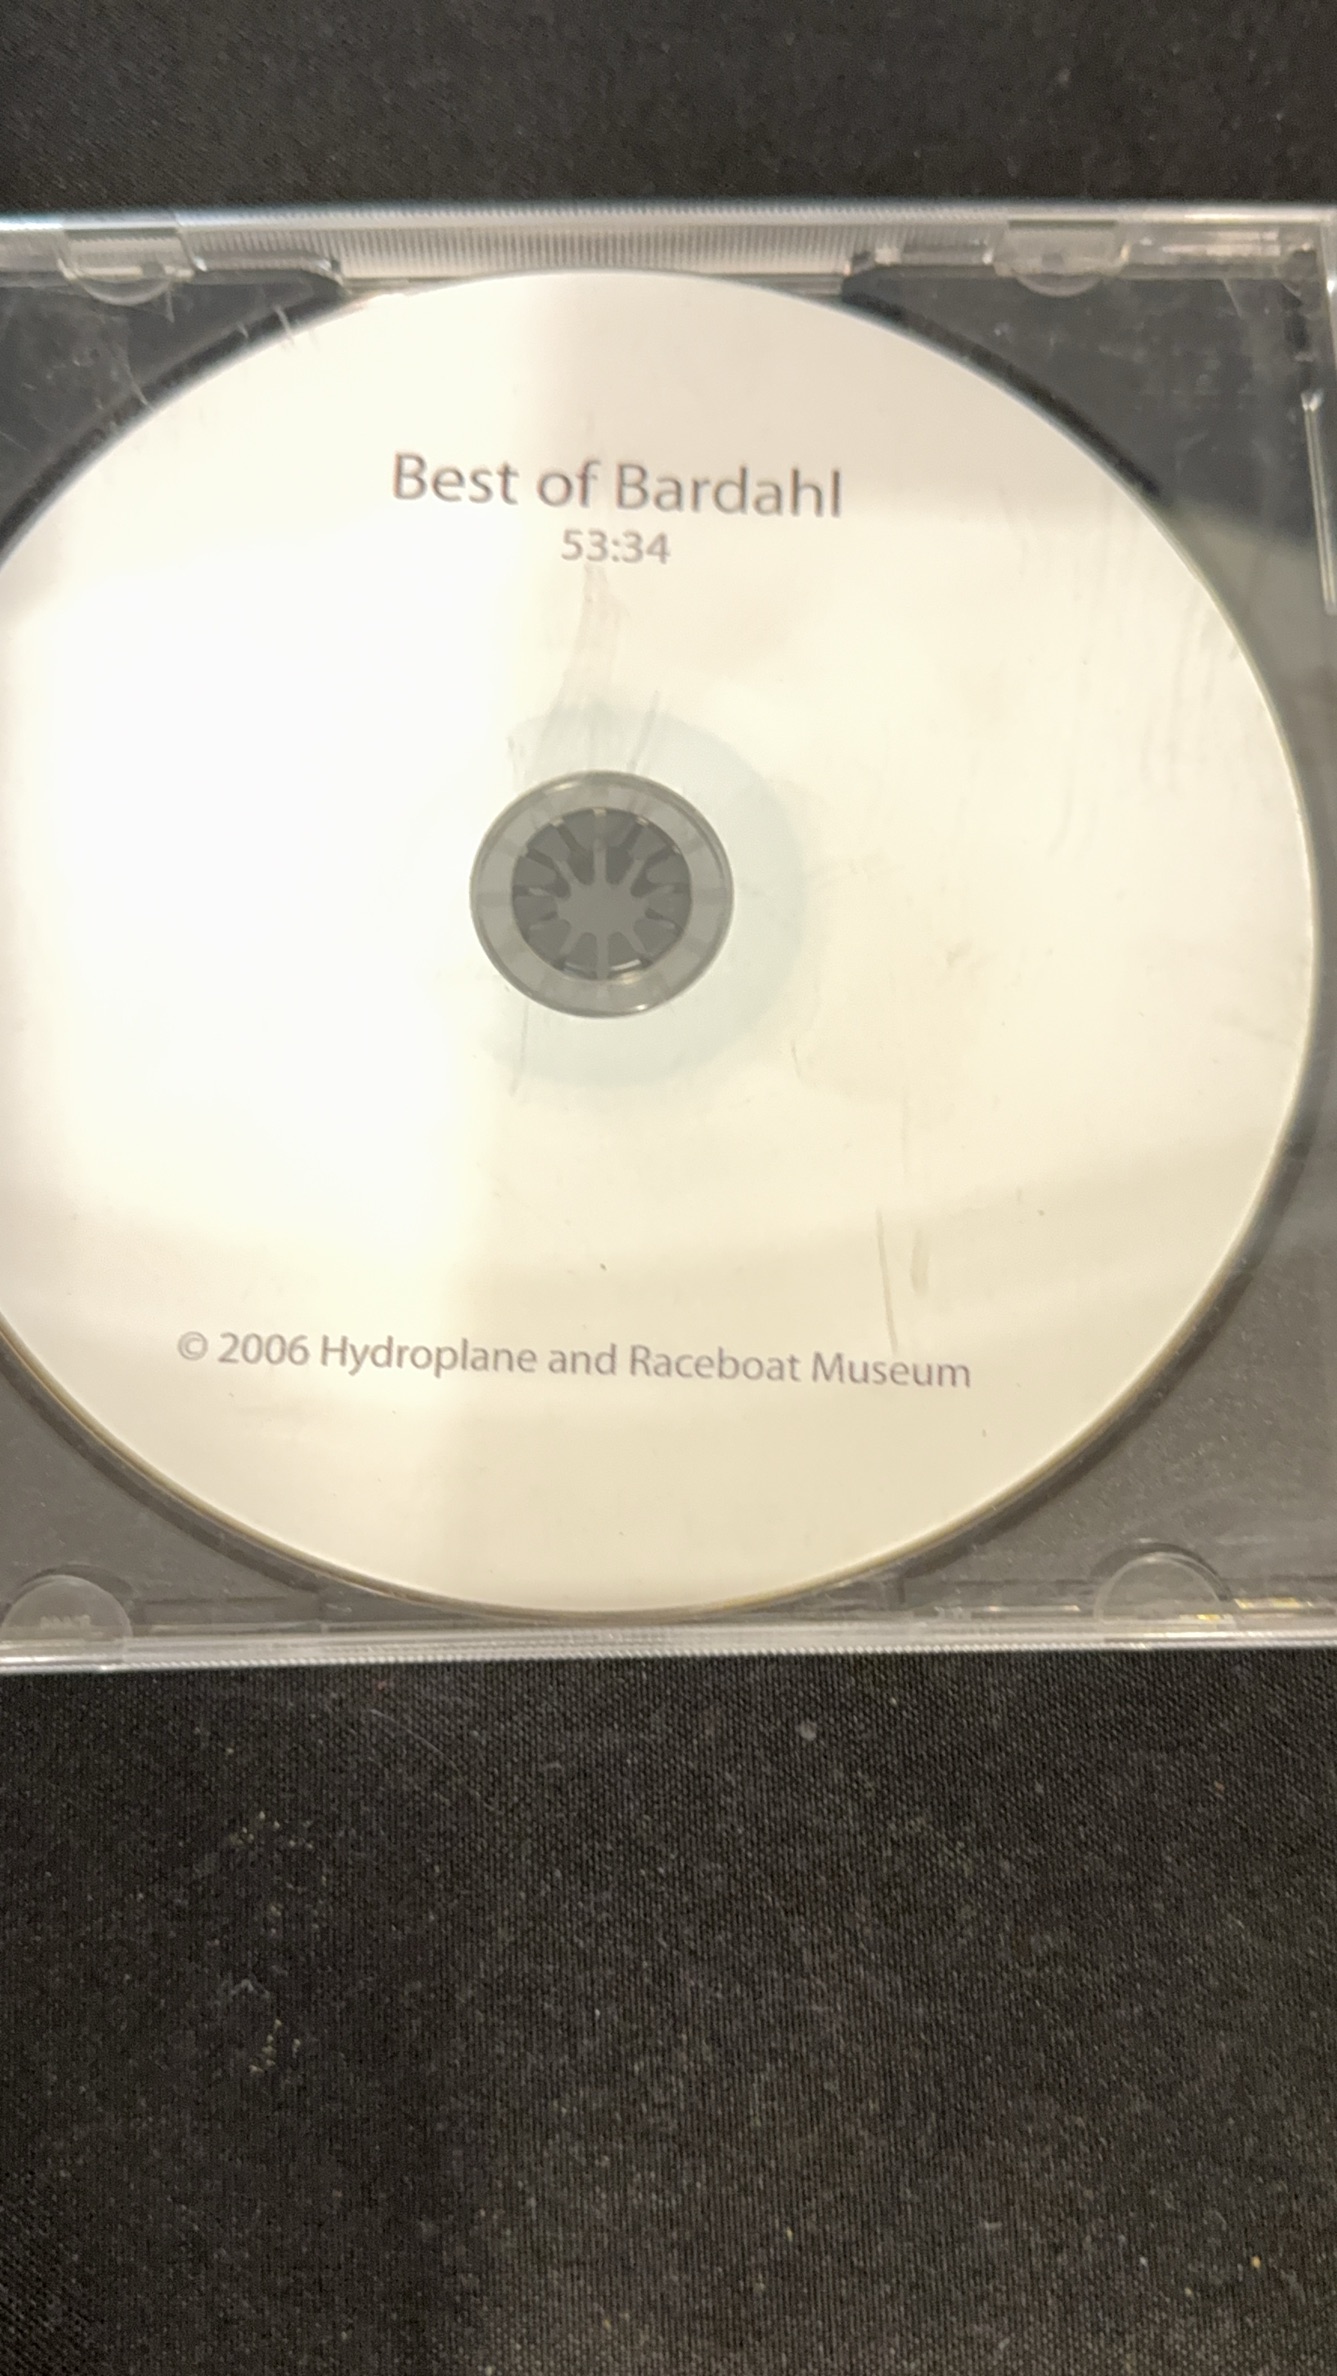 Best of Bardahl
53:34
© 2006 Hydroplane and Raceboat Museum